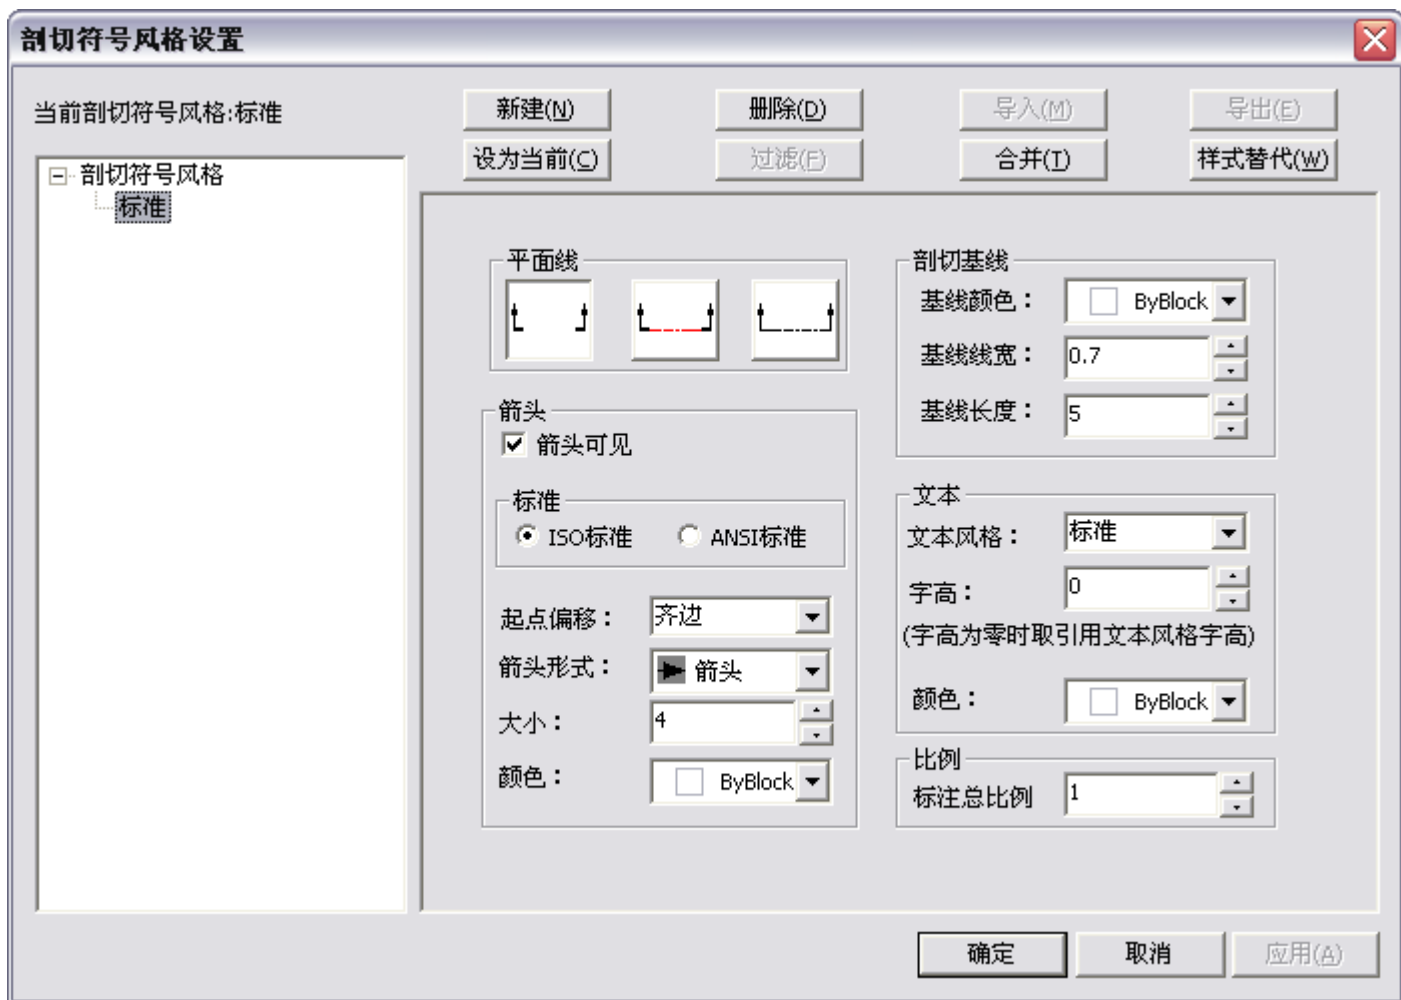 剖切符号风格设置
当前剖切符号风格:标准
新建(N) 删除(D) 导入(M) 导出(E)
设为当前(C) 过滤(F) 合并(T) 样式替代(W)
剖切符号风格
标准
平面线
箭头
箭头可见
标准
ISO标准 ANSI标准
起点偏移： 齐边
箭头形式： 箭头
大小： 4
颜色： ByBlock
剖切基线
基线颜色： ByBlock
基线线宽： 0.7
基线长度： 5
文本
文本风格： 标准
字高： 0
(字高为零时取引用文本风格字高)
颜色： ByBlock
比例
标注总比例 1
确定 取消 应用(A)